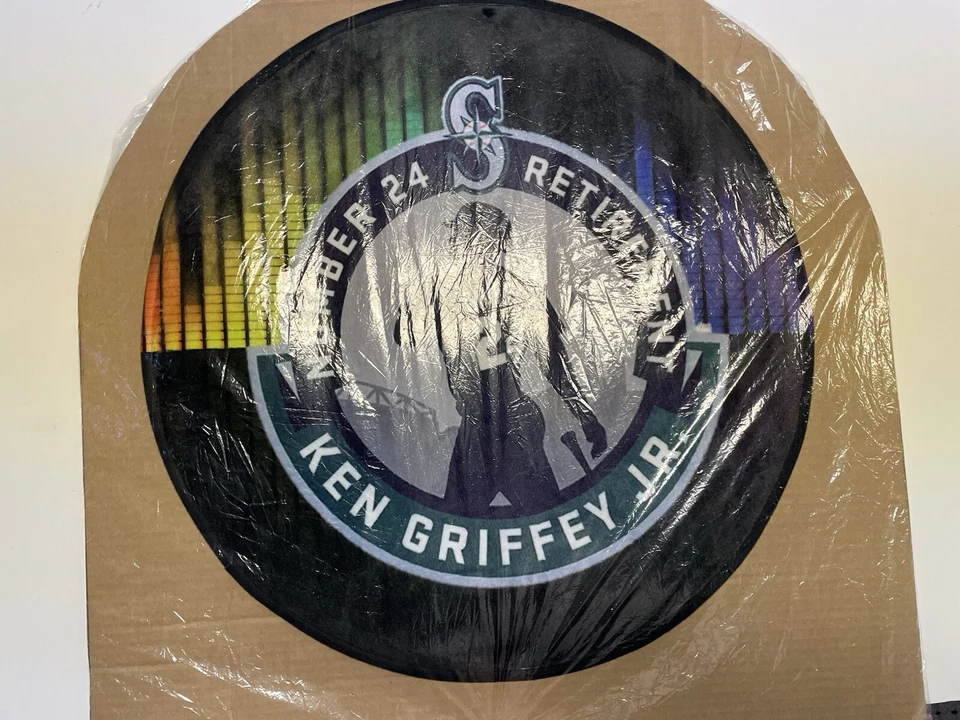 S
NUMBER 24 RETIREMENT
KEN GRIFFEY JR.